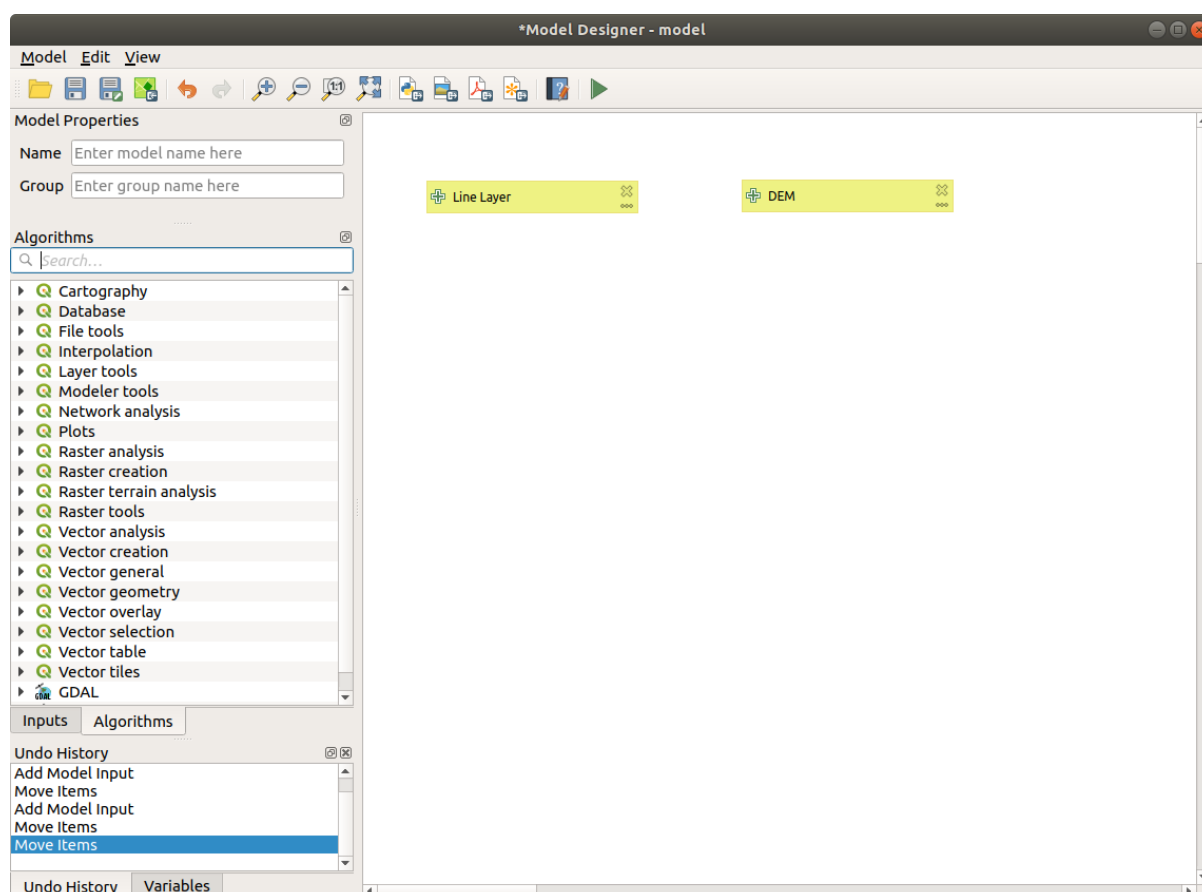 *Model Designer - model
Model Edit View
1:1
Model Properties
Name Enter model name here
Group Enter group name here
Algorithms
Search...
Cartography
Database
File tools
Interpolation
Layer tools
Modeler tools
Network analysis
Plots
Raster analysis
Raster creation
Raster terrain analysis
Raster tools
Vector analysis
Vector creation
Vector general
Vector geometry
Vector overlay
Vector selection
Vector table
Vector tiles
GDAL
Inputs Algorithms
Undo History
Add Model Input
Move Items
Add Model Input
Move Items
Move Items
Undo History Variables
Line Layer
DEM